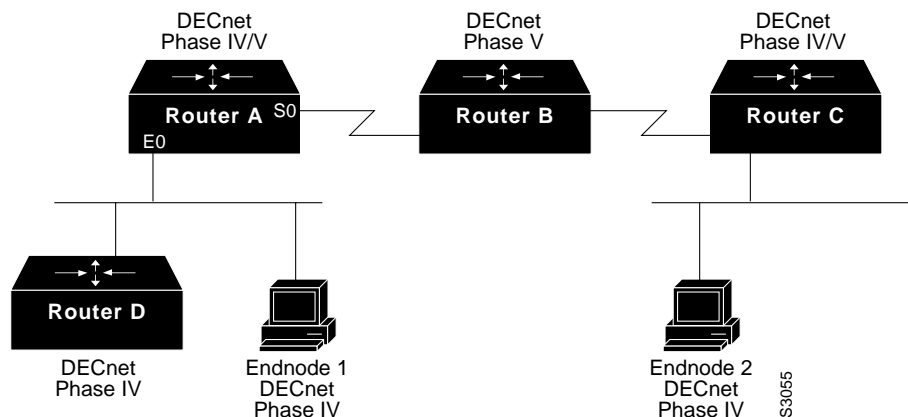 DECnet
Phase IV/V
DECnet
Phase V
DECnet
Phase IV/V
Router A
S0
E0
Router B
Router C
Router D
DECnet
Phase IV
Endnode 1
DECnet
Phase IV
Endnode 2
DECnet
Phase IV
S3055